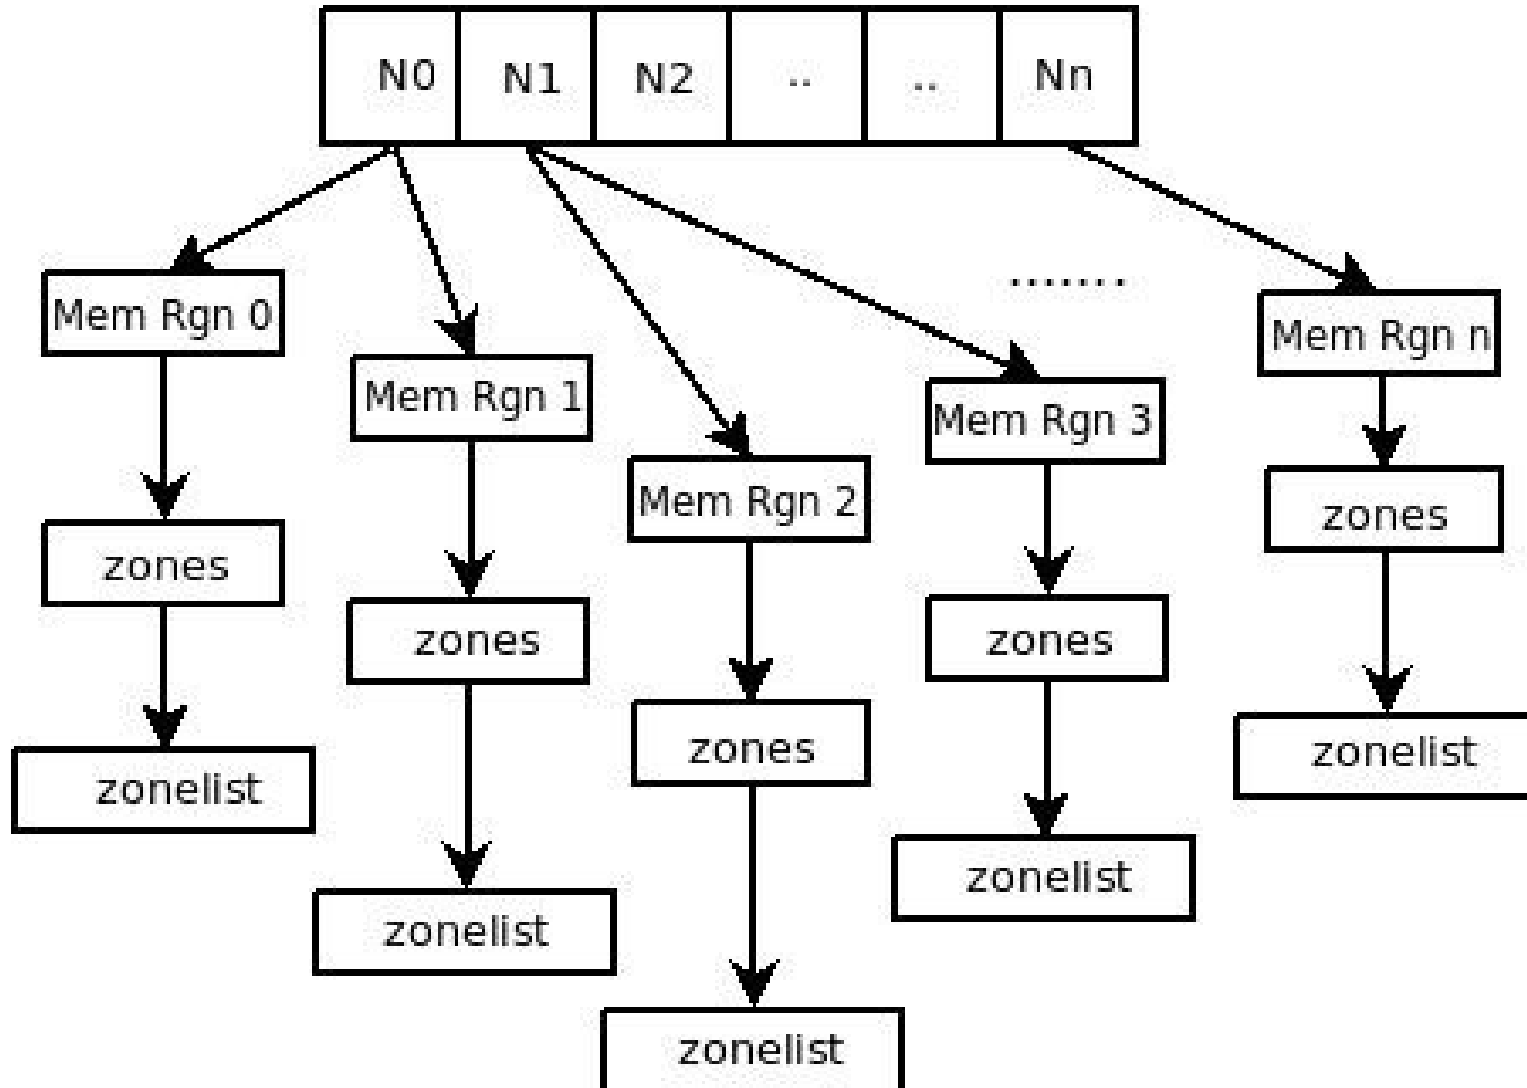 N0 N1 N2 .. .. Nn
.......
Mem Rgn 0
Mem Rgn 1
Mem Rgn 2
Mem Rgn 3
Mem Rgn n
zones
zones
zones
zones
zones
zonelist
zonelist
zonelist
zonelist
zonelist